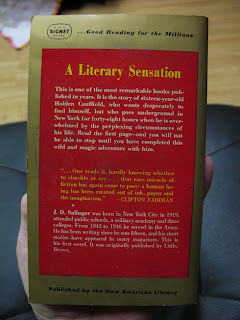 SIGNET
BOOKS
...Good Reading for the Millions
A Literary Sensation
This is one of the most remarkable books pub-
lished in years. It is the story of sixteen-year-old
Holden Caulfield, who wants desperately to
find himself, but who goes underground in
New York for forty-eight hours when he is over-
whelmed by the perplexing circumstances of
his life. Read the first page—and you will not
be able to stop until you have completed this
wild and magic adventure with him.
"... One reads it, hardly knowing whether
to chuckle or cry . . . that rare miracle of
fiction has again come to pass: a human be-
ing has been created out of ink, paper and
the imagination." —CLIFTON FADIMAN
J. D. Salinger was born in New York City in 1919,
attended public schools, a military academy and three
colleges. From 1942 to 1946 he served in the Army.
He has been writing since he was fifteen, and his short
stories have appeared in many magazines. This is
his first novel. It was originally published by Little,
Brown.
Published by the New American Library